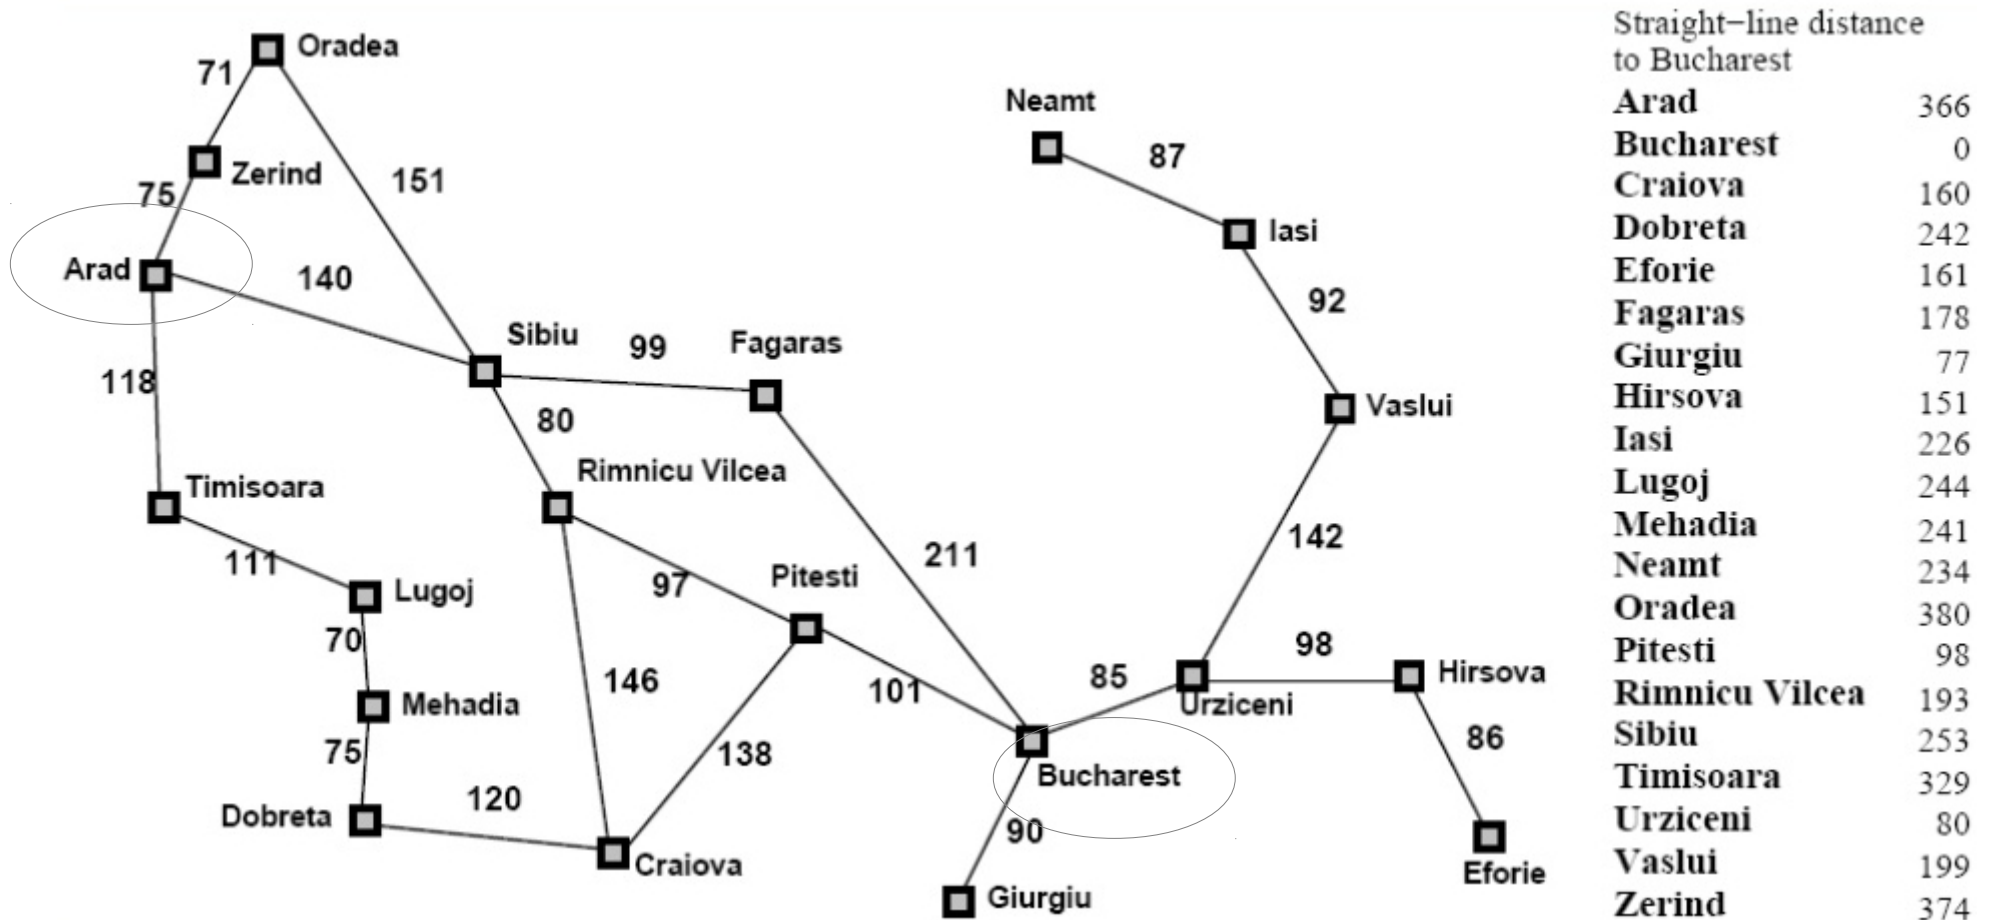 Oradea
71
Neamt
87
Zerind
151
75
Iasi
Arad
140
92
Sibiu
99
Fagaras
118
80
Vaslui
Rimnicu Vilcea
Timisoara
142
211
111
Pitesti
97
Lugoj
70
98
Hirsova
146
85
101
Urziceni
Mehadia
86
75
138
Bucharest
120
Dobreta
90
Craiova
Eforie
Giurgiu
Straight−line distance
to Bucharest
Arad 366
Bucharest 0
Craiova 160
Dobreta 242
Eforie 161
Fagaras 178
Giurgiu 77
Hirsova 151
Iasi 226
Lugoj 244
Mehadia 241
Neamt 234
Oradea 380
Pitesti 98
Rimnicu Vilcea 193
Sibiu 253
Timisoara 329
Urziceni 80
Vaslui 199
Zerind 374